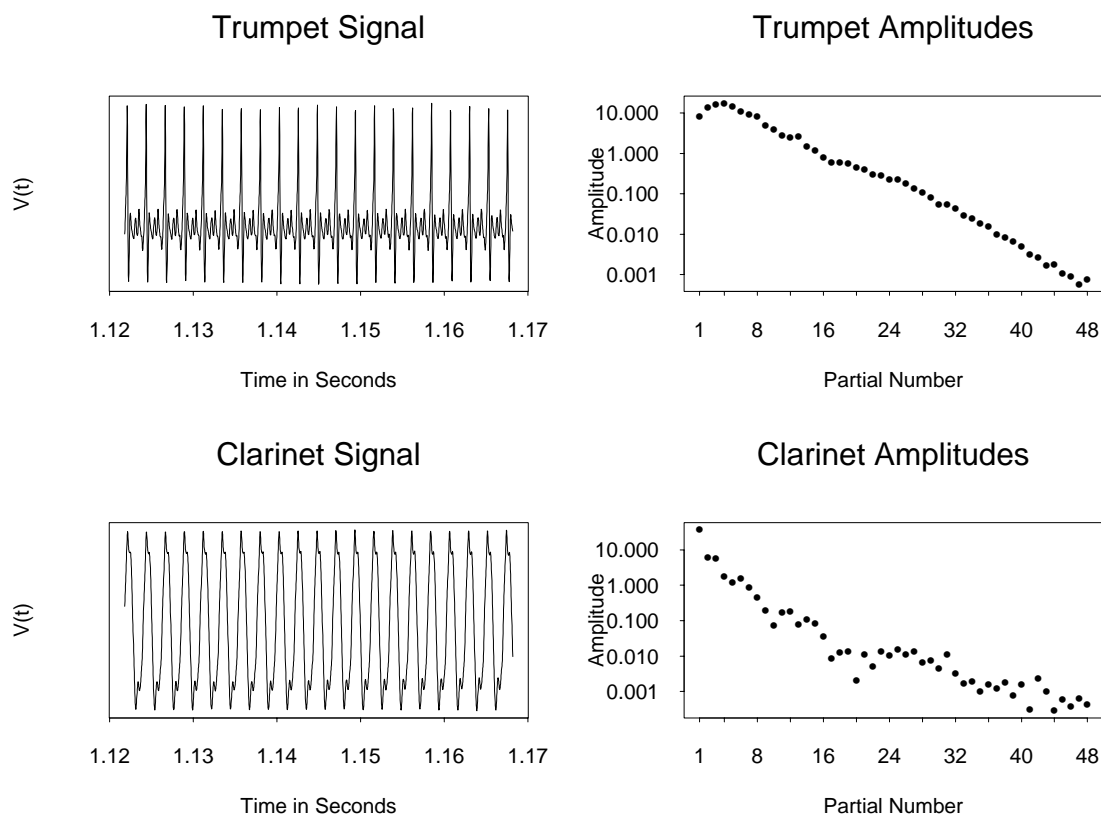 Trumpet Signal
V(t)
1.12 1.13 1.14 1.15 1.16 1.17
Time in Seconds
Trumpet Amplitudes
Amplitude
10.000
1.000
0.100
0.010
0.001
1 8 16 24 32 40 48
Partial Number
Clarinet Signal
V(t)
1.12 1.13 1.14 1.15 1.16 1.17
Time in Seconds
Clarinet Amplitudes
Amplitude
10.000
1.000
0.100
0.010
0.001
1 8 16 24 32 40 48
Partial Number